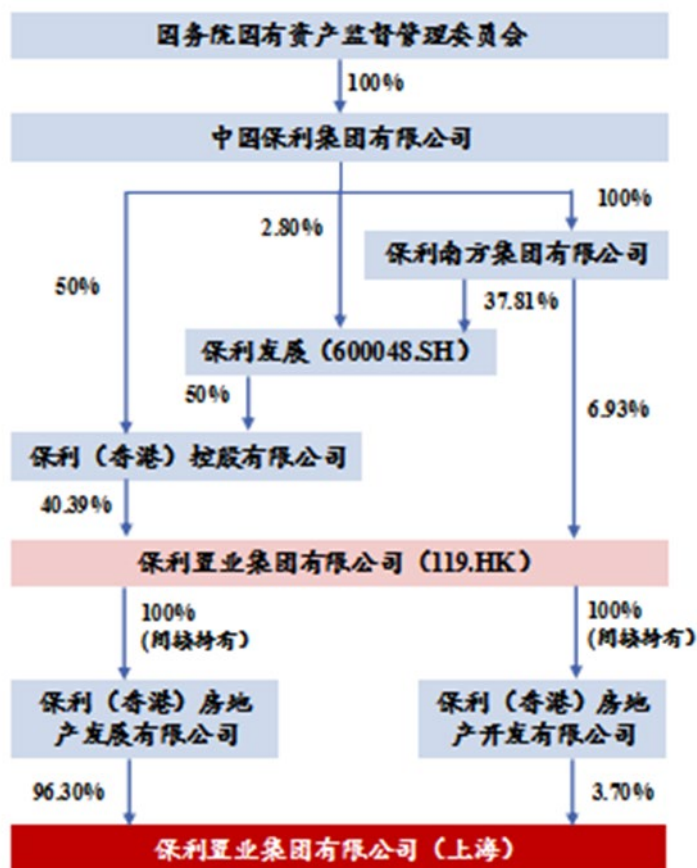 国务院国有资产监督管理委员会
100%
中国保利集团有限公司
100%
2.80%
保利南方集团有限公司
50%
37.81%
保利发展（600048.SH）
50%
6.93%
保利（香港）控股有限公司
40.39%
保利置业集团有限公司（119.HK）
100%
(间接持有)
100%
(间接持有)
保利（香港）房地
产发展有限公司
保利（香港）房地
产开发有限公司
96.30%
3.70%
保利置业集团有限公司（上海）